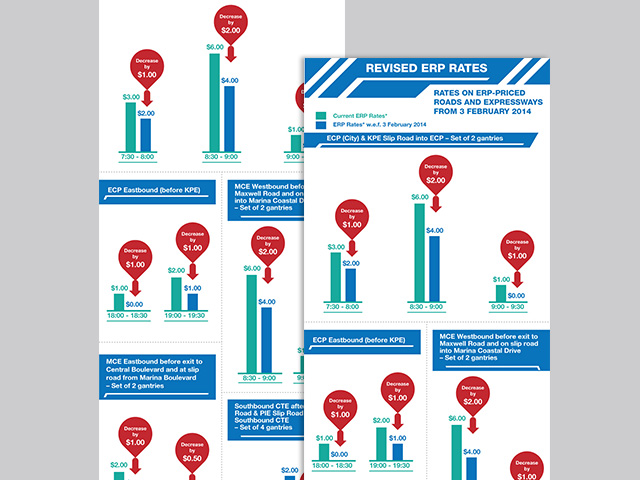 Decrease
by
$1.00
$3.00
$2.00
7:30 - 8:00
Decrease
by
$2.00
$6.00
$4.00
8:30 - 9:00
$1.00
9:00
ECP Eastbound (before KPE)
Decrease
by
$1.00
$1.00
$0.00
18:00 - 18:30
Decrease
by
$1.00
$2.00
$1.00
19:00 - 19:30
MCE Westbound before
Maxwell Road and on
into Marina Coastal D
– Set of 2 gantries
Decrease
by
$2.00
$6.00
$4.00
8:30 - 9:00
MCE Eastbound before exit to
Central Boulevard and at slip
road from Marina Boulevard
– Set of 2 gantries
Decrease
by
$1.00
$2.00
Decrease
by
$0.50
Southbound CTE after
Road & PIE Slip Road
Southbound CTE
– Set of 4 gantries
$2.00
REVISED ERP RATES
RATES ON ERP-PRICED
ROADS AND EXPRESSWAYS
FROM 3 FEBRUARY 2014
Current ERP Rates*
ERP Rates* w.e.f. 3 February 2014
ECP (City) & KPE Slip Road into ECP – Set of 2 gantries
Decrease
by
$1.00
$3.00
$2.00
7:30 - 8:00
Decrease
by
$2.00
$6.00
$4.00
8:30 - 9:00
Decrease
by
$1.00
$1.00
$0.00
9:00 - 9:30
ECP Eastbound (before KPE)
Decrease
by
$1.00
$1.00
$0.00
18:00 - 18:30
Decrease
by
$1.00
$2.00
$1.00
19:00 - 19:30
MCE Westbound before exit to
Maxwell Road and on slip road
into Marina Coastal Drive
– Set of 2 gantries
Decrease
by
$2.00
$6.00
$4.00
Decrease
by
$1.00